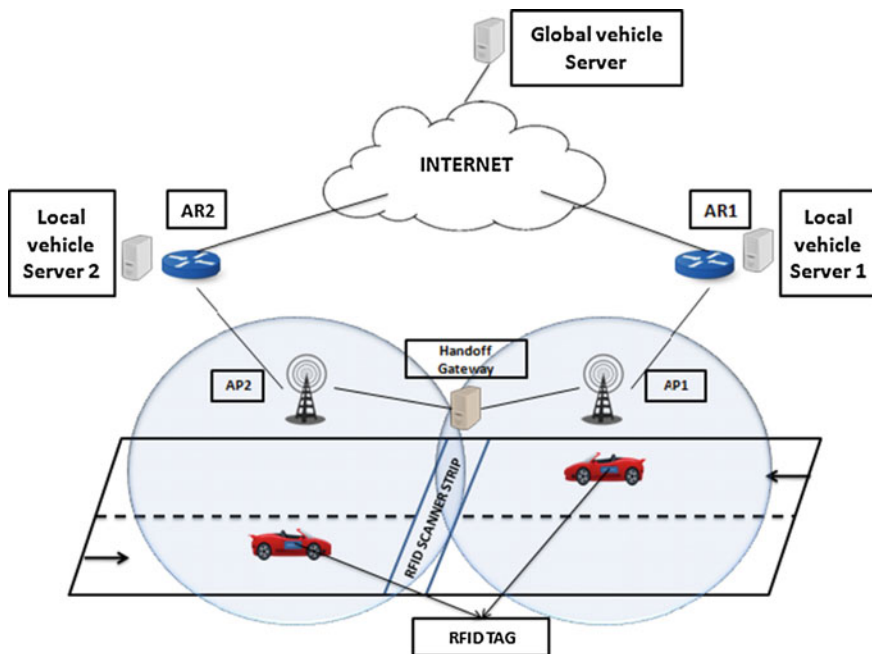 Global vehicle
Server
INTERNET
AR2
AR1
Local
vehicle
Server 2
Local
vehicle
Server 1
Handoff
Gateway
AP2
AP1
RFID SCANNER STRIP
RFID TAG